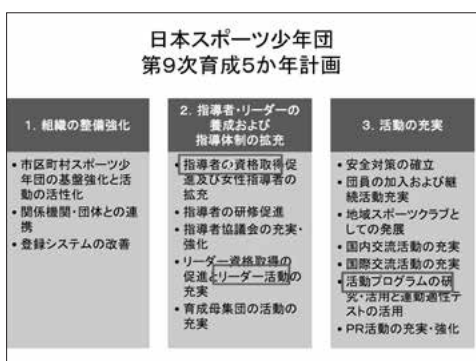 日本スポーツ少年団
第9次育成5か年計画
1. 組織の整備強化
• 市区町村スポーツ少
年団の基盤強化と活
動の活性化
• 関係機関・団体との連
携
• 登録システムの改善
2. 指導者・リーダーの
養成および
指導体制の拡充
• 指導者の資格取得促
進及び女性指導者の
拡充
• 指導者の研修促進
• 指導者協議会の充実・
強化
• リーダー資格取得の
促進とリーダー活動の
充実
• 育成母集団の活動の
充実
3. 活動の充実
• 安全対策の確立
• 団員の加入および継
続活動充実
• 地域スポーツクラブと
しての発展
• 国内交流活動の充実
• 国際交流活動の充実
• 活動プログラムの研
究・活用と運動適性テ
ストの活用
• PR活動の充実・強化